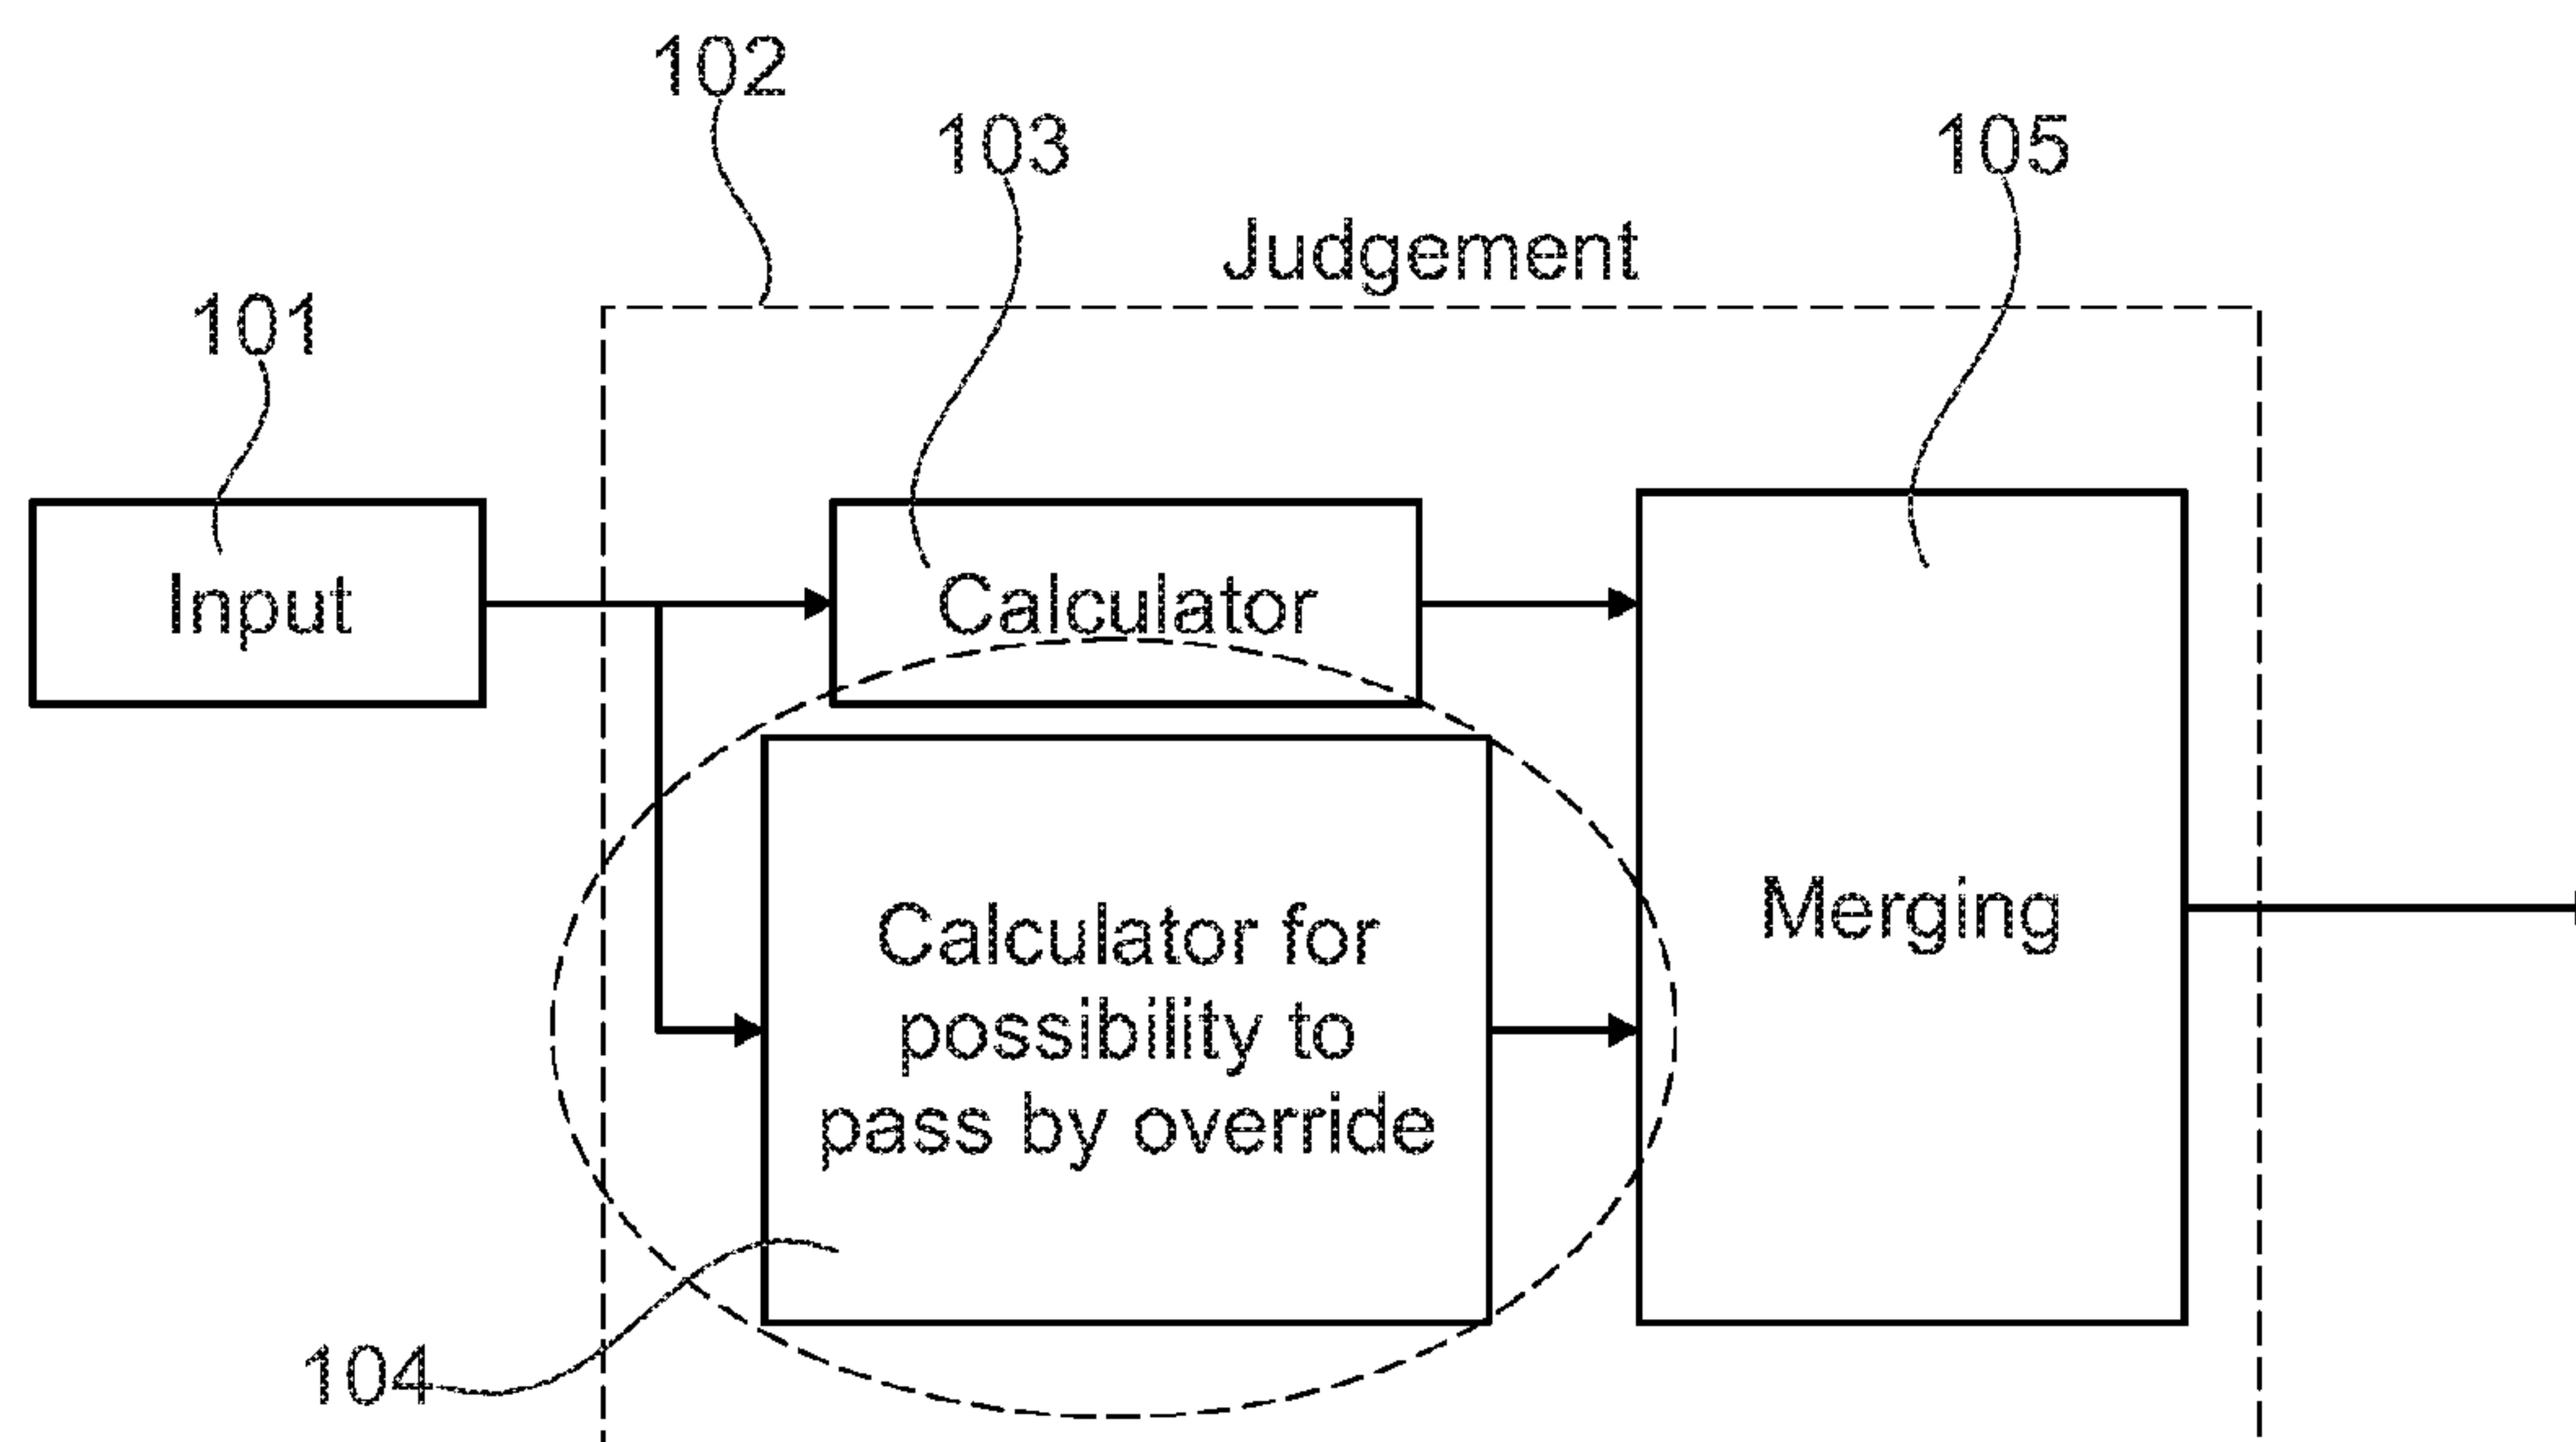 102
103
105
Judgement
101
Input
Calculator
Merging
Calculator for
possibility to
pass by override
104